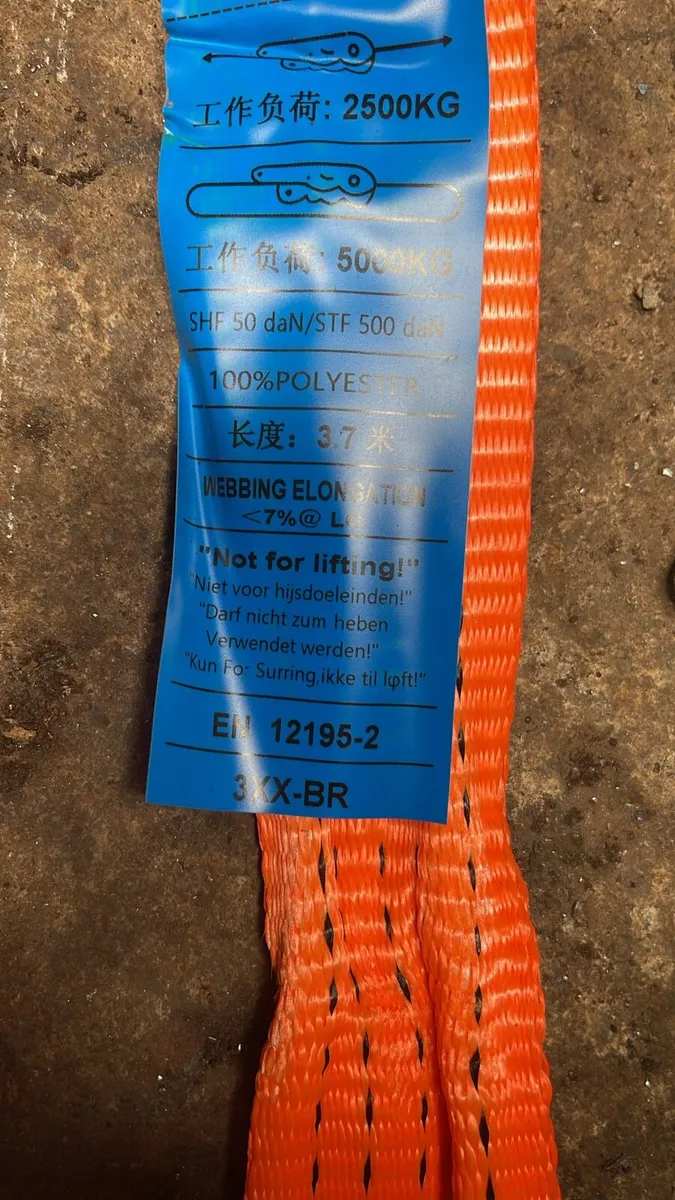 工作负荷: 2500KG
工作负荷: 5000KG
SHF 50 daN/STF 500 daN
100%POLYESTER
长度: 3.7 米
WEBBING ELONGATION
<7%@ LC
"Not for lifting!"
"Niet voor hijsdoeleinden!"
"Darf nicht zum heben
Verwendet werden!"
"Kun For Surring,ikke til lφft!"
EN 12195-2
3XX-BR